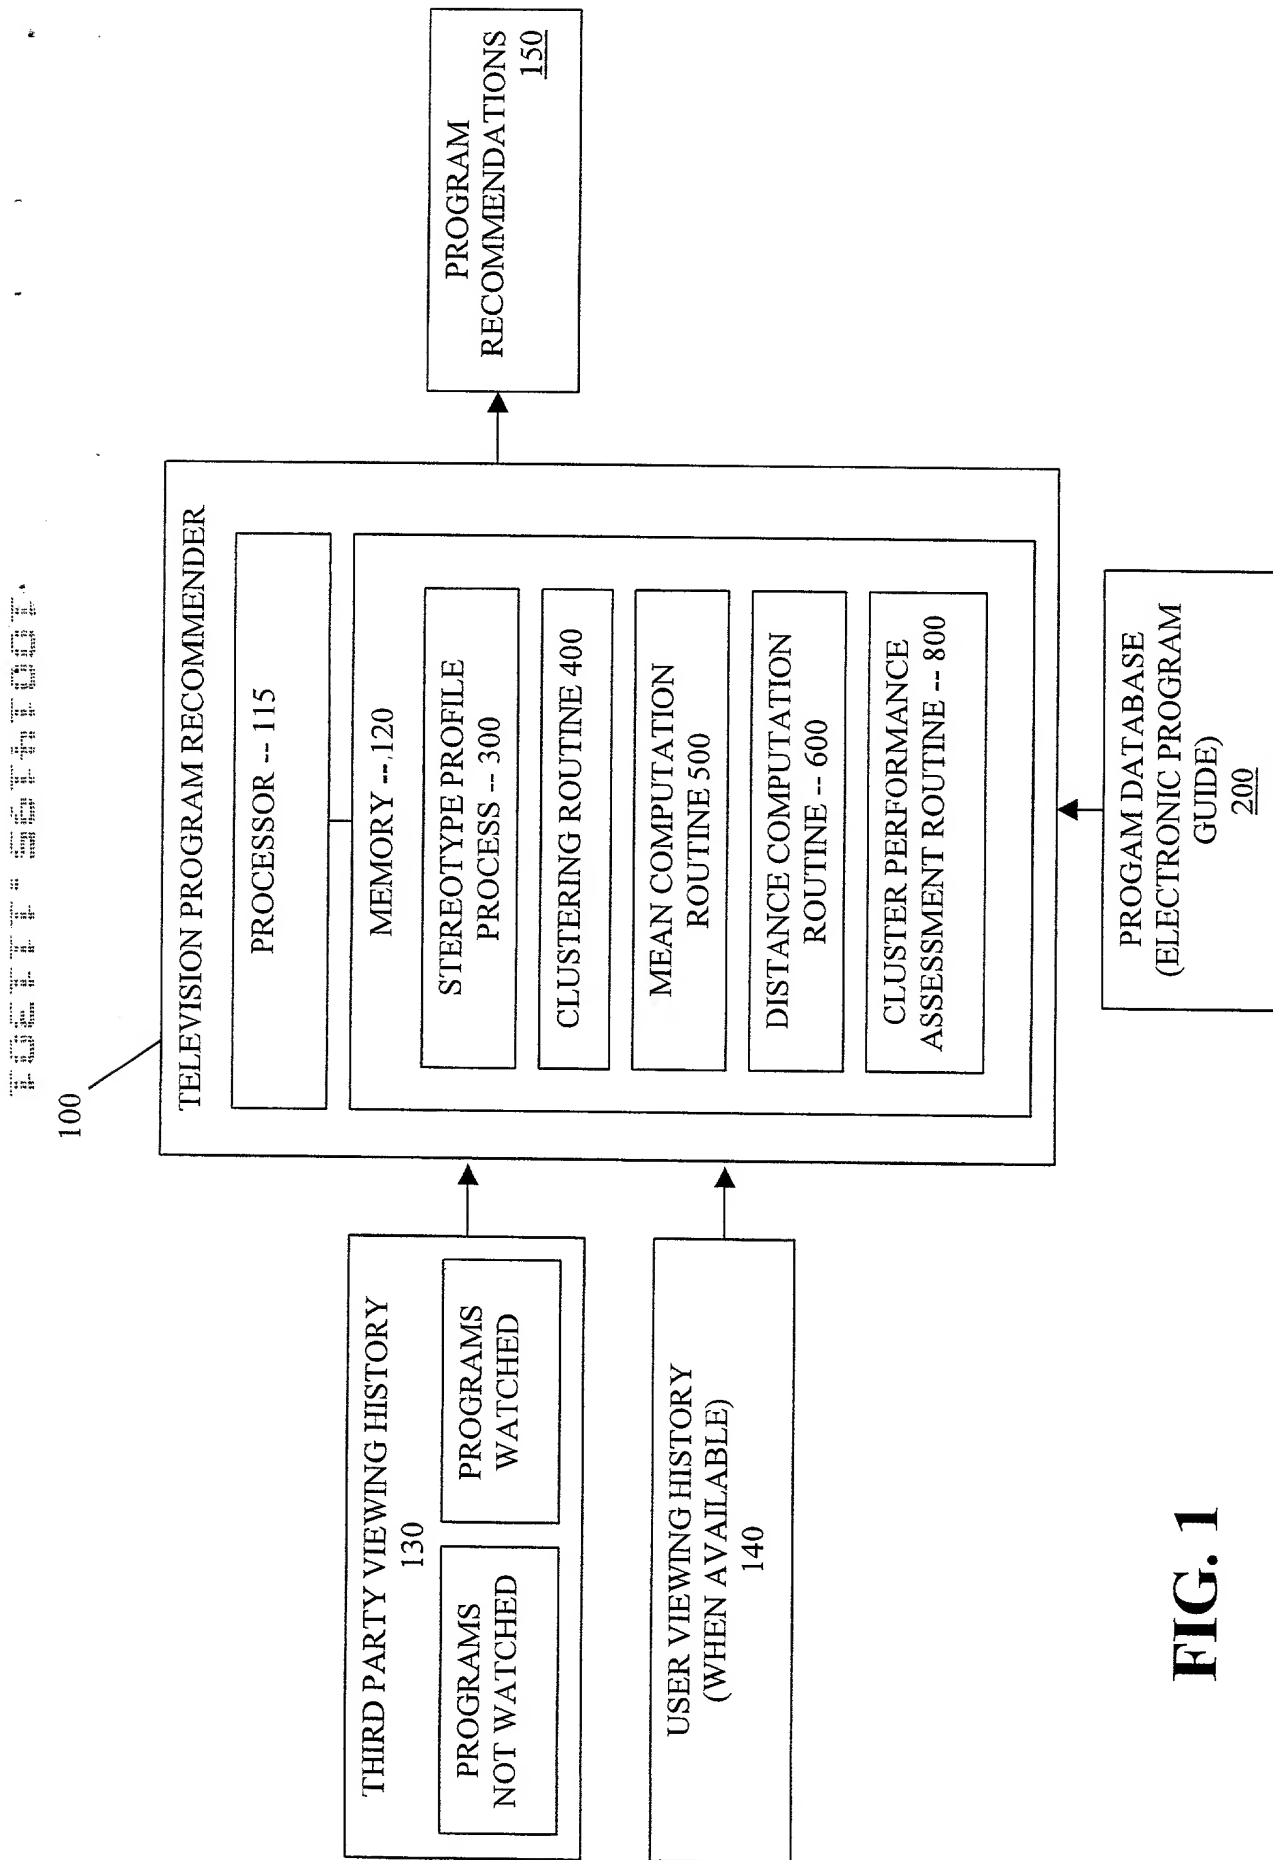 100
TELEVISION PROGRAM RECOMMENDER
PROCESSOR -- 115
MEMORY -- 120
STEREOTYPE PROFILE
PROCESS -- 300
CLUSTERING ROUTINE 400
MEAN COMPUTATION
ROUTINE 500
DISTANCE COMPUTATION
ROUTINE -- 600
CLUSTER PERFORMANCE
ASSESSMENT ROUTINE -- 800
THIRD PARTY VIEWING HISTORY
130
PROGRAMS
NOT WATCHED
PROGRAMS
WATCHED
USER VIEWING HISTORY
(WHEN AVAILABLE)
140
PROGRAM
RECOMMENDATIONS
150
PROGAM DATABASE
(ELECTRONIC PROGRAM
GUIDE)
200
FIG. 1